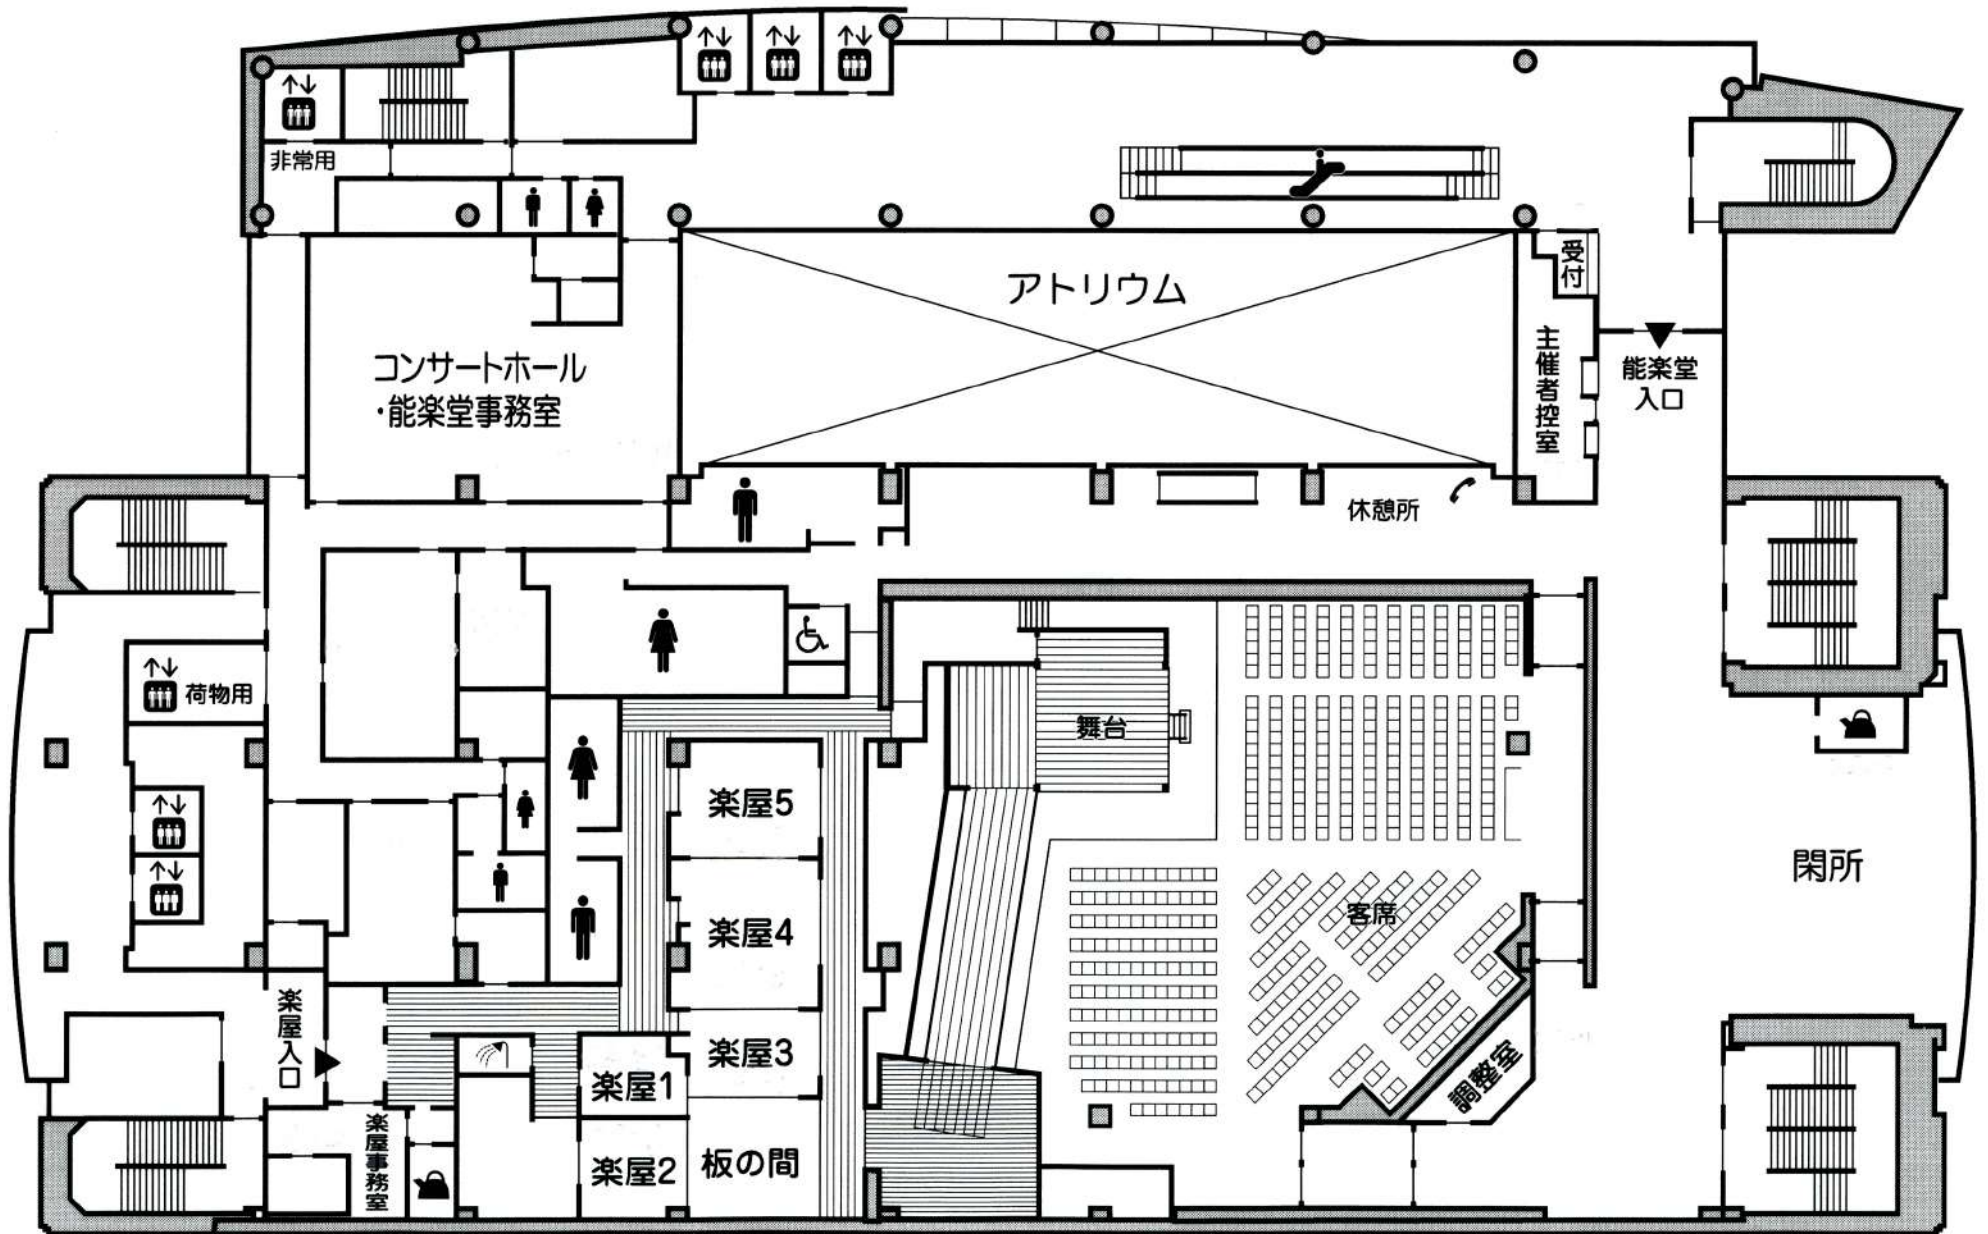 非常用
受付
アトリウム
主催者控室
能楽堂
入口
コンサートホール
・能楽堂事務室
休憩所
荷物用
舞台
楽屋5
楽屋4
客席
閑所
楽屋入口
楽屋3
楽屋1
調整室
楽屋事務室
楽屋2
板の間